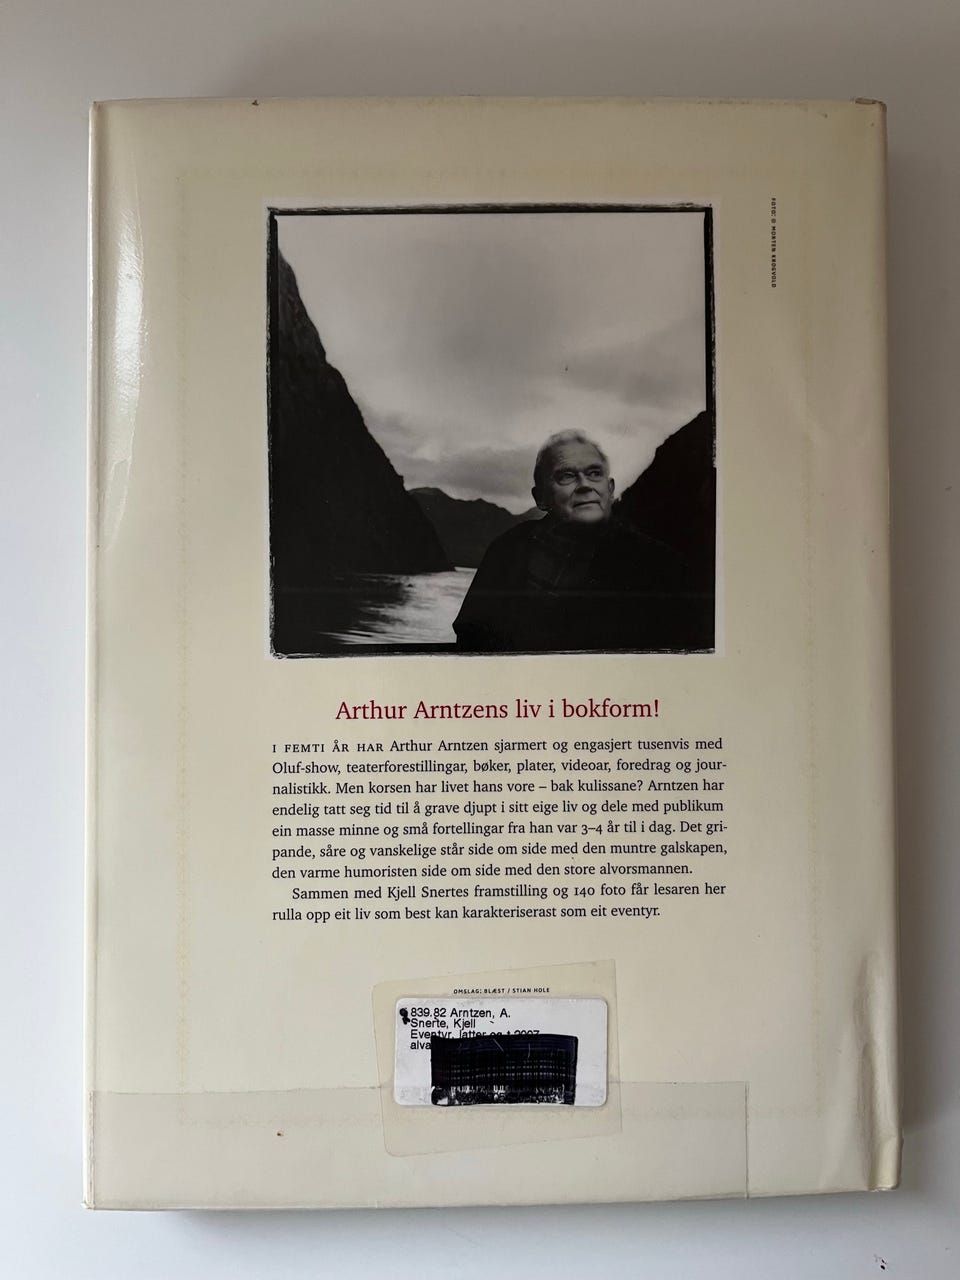 FOTO: © MORTEN KROGVOLD
Arthur Arntzens liv i bokform!
I FEMTI ÅR HAR Arthur Arntzen sjarmert og engasjert tusenvis med
Oluf-show, teaterforestillingar, bøker, plater, videoar, foredrag og jour-
nalistikk. Men korsen har livet hans vore – bak kulissane? Arntzen har
endelig tatt seg tid til å grave djupt i sitt eige liv og dele med publikum
ein masse minne og små fortellingar fra han var 3–4 år til i dag. Det gri-
pande, såre og vanskelige står side om side med den muntre galskapen,
den varme humoristen side om side med den store alvorsmannen.
Sammen med Kjell Snertes framstilling og 140 foto får lesaren her
rulla opp eit liv som best kan karakteriserast som eit eventyr.
OMSLAG: BLÆST / STIAN HOLE
839.82 Arntzen, A.
Snerte, Kjell
Eventyr, latter og t 2007
alva